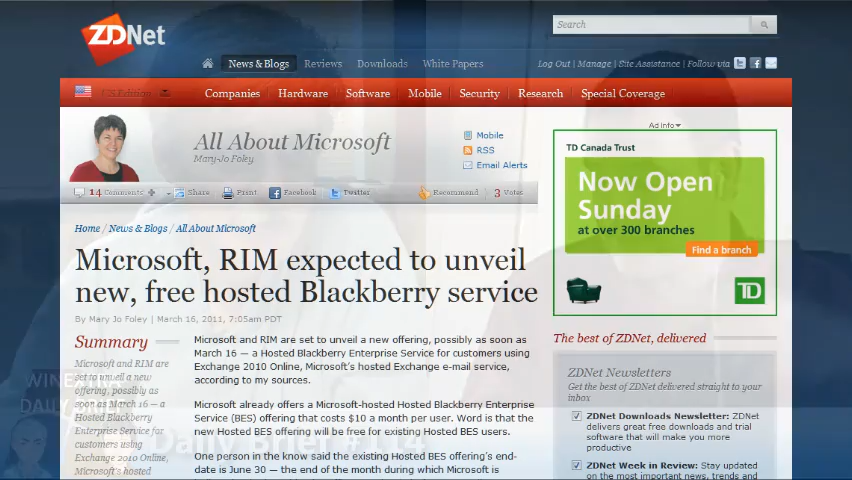 ZDNet
Search
News & Blogs Reviews Downloads White Papers
Log Out | Manage | Site Assistance | Follow via
US Edition
Companies Hardware Software Mobile Security Research Special Coverage
All About Microsoft
Mary-Jo Foley
Mobile
RSS
Email Alerts
Ad Info
TD Canada Trust
Now Open
Sunday
at over 300 branches
Find a branch
TD
14 Comments Share Print Facebook Twitter Recommend 3 Votes
Home / News & Blogs / All About Microsoft
Microsoft, RIM expected to unveil
new, free hosted Blackberry service
By Mary Jo Foley | March 16, 2011, 7:05am PDT
Summary
Microsoft and RIM are
set to unveil a new
offering, possibly as
soon as March 16 — a
Hosted Blackberry
Enterprise Service for
customers using
Exchange 2010 Online,
Microsoft's hosted
Microsoft and RIM are set to unveil a new offering, possibly as soon as
March 16 — a Hosted Blackberry Enterprise Service for customers using
Exchange 2010 Online, Microsoft's hosted Exchange e-mail service,
according to my sources.
Microsoft already offers a Microsoft-hosted Hosted Blackberry Enterprise
Service (BES) offering that costs $10 a month per user. Word is that the
new Hosted BES offering will be free for existing Hosted BES users.
One person in the know said the existing Hosted BES offering's end-
date is June 30 — the end of the month during which Microsoft is
The best of ZDNet, delivered
ZDNet Newsletters
Get the best of ZDNet delivered straight to your
inbox
ZDNet Downloads Newsletter: ZDNet
delivers great free downloads and trial
software that will make you more
productive
ZDNet Week in Review: Stay updated
on the most important news, trends and
DAILY
Daily Brief #114